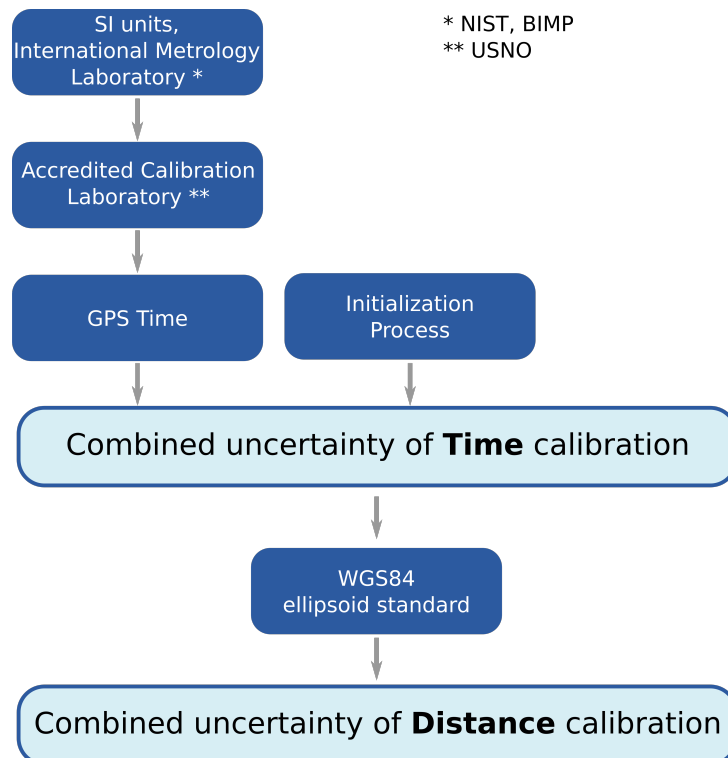 SI units,
International Metrology
Laboratory *
* NIST, BIMP
** USNO
Accredited Calibration
Laboratory **
GPS Time
Initialization
Process
Combined uncertainty of Time calibration
WGS84
ellipsoid standard
Combined uncertainty of Distance calibration